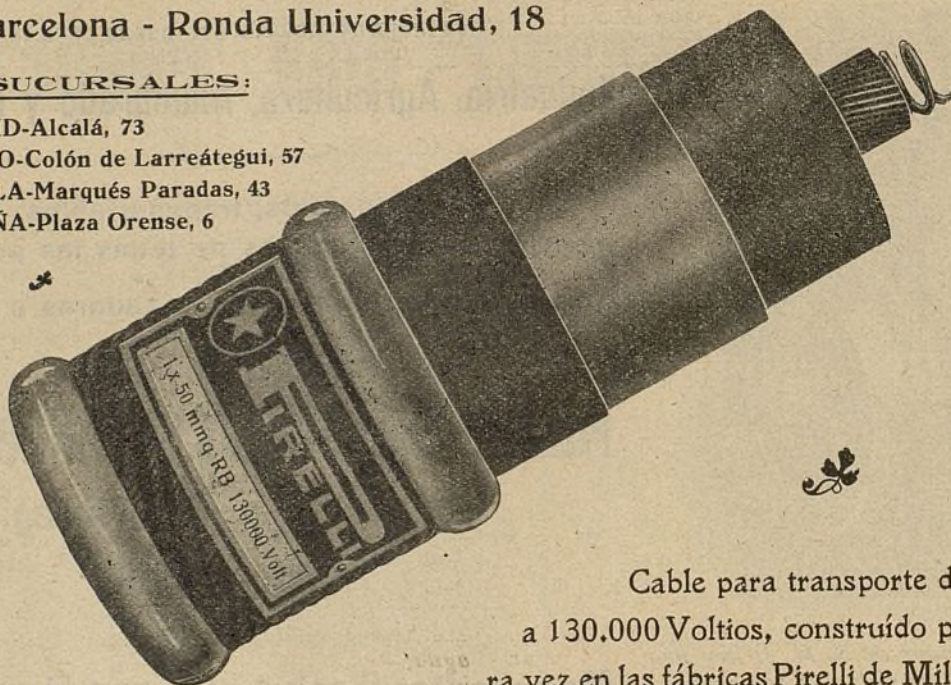 arcelona - Ronda Universidad, 18
SUCURSALES:
D-Alcalá, 73
O-Colón de Larreátegui, 57
LA-Marqués Paradas, 43
ÑA-Plaza Orense, 6
PIRELLI
1 x 50 mmq RB 130000 Volt
Cable para transporte d
a 130.000 Voltios, construído p
ra vez en las fábricas Pirelli de Mil